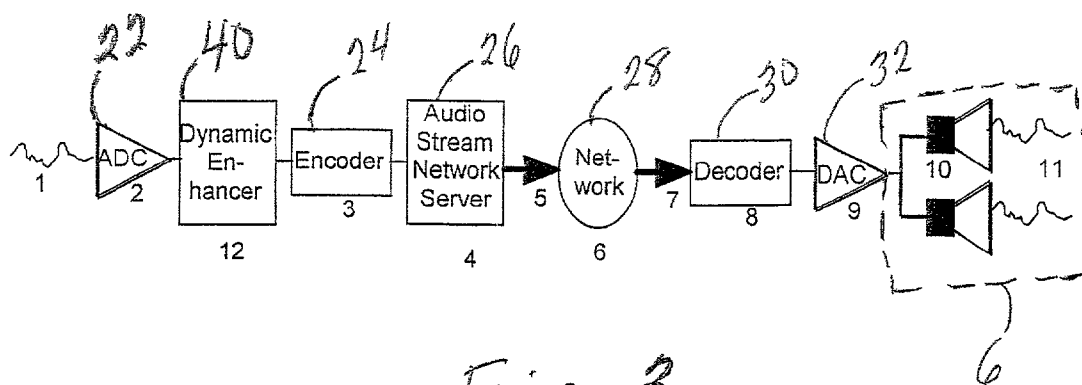 22
40
24
26
28
30
32
ADC
Dynamic
En-
hancer
Encoder
Audio
Stream
Network
Server
Net-
work
Decoder
DAC
1
2
12
3
4
5
6
7
8
9
10
11
6